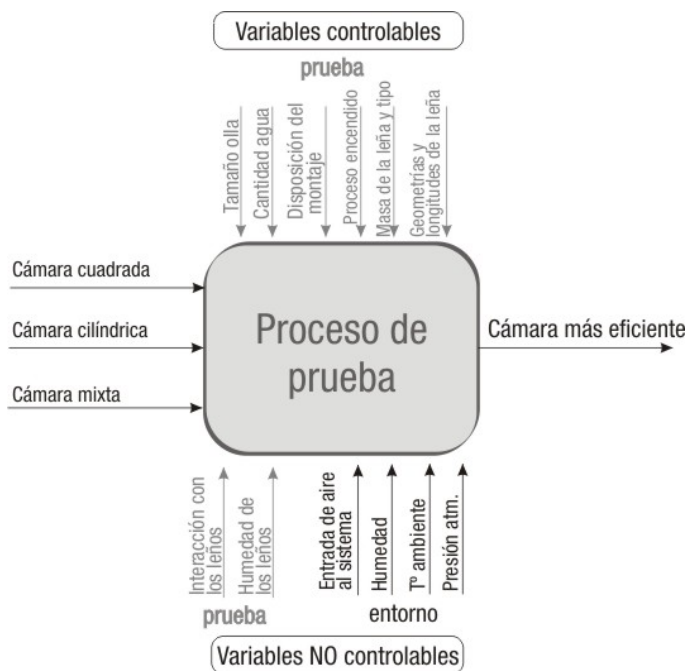 Variables controlables
prueba
Tamaño olla
Cantidad agua
Disposición del
montaje
Proceso encendido
Masa de la leña y tipo
Geometrías y
longitudes de la leña
Cámara cuadrada
Cámara cilíndrica
Cámara mixta
Proceso de
prueba
Cámara más eficiente
Interacción con
los leños
Humedad de
los leños
Entrada de aire
al sistema
Humedad
Tº ambiente
Presión atm.
prueba
entorno
Variables NO controlables